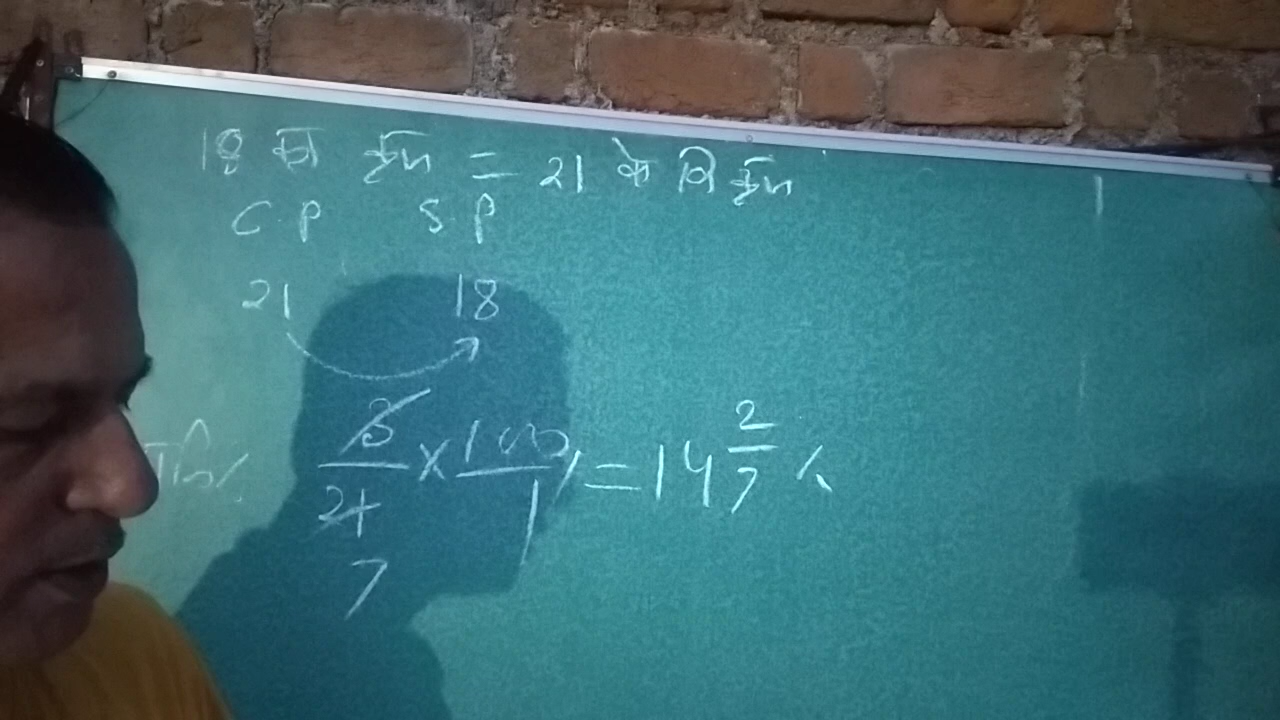 18 का क्रय = 21 के वि क्रय
C.P S.P
21 18
हानि% 3/21 × 100/1 = 14 2/7 %
7